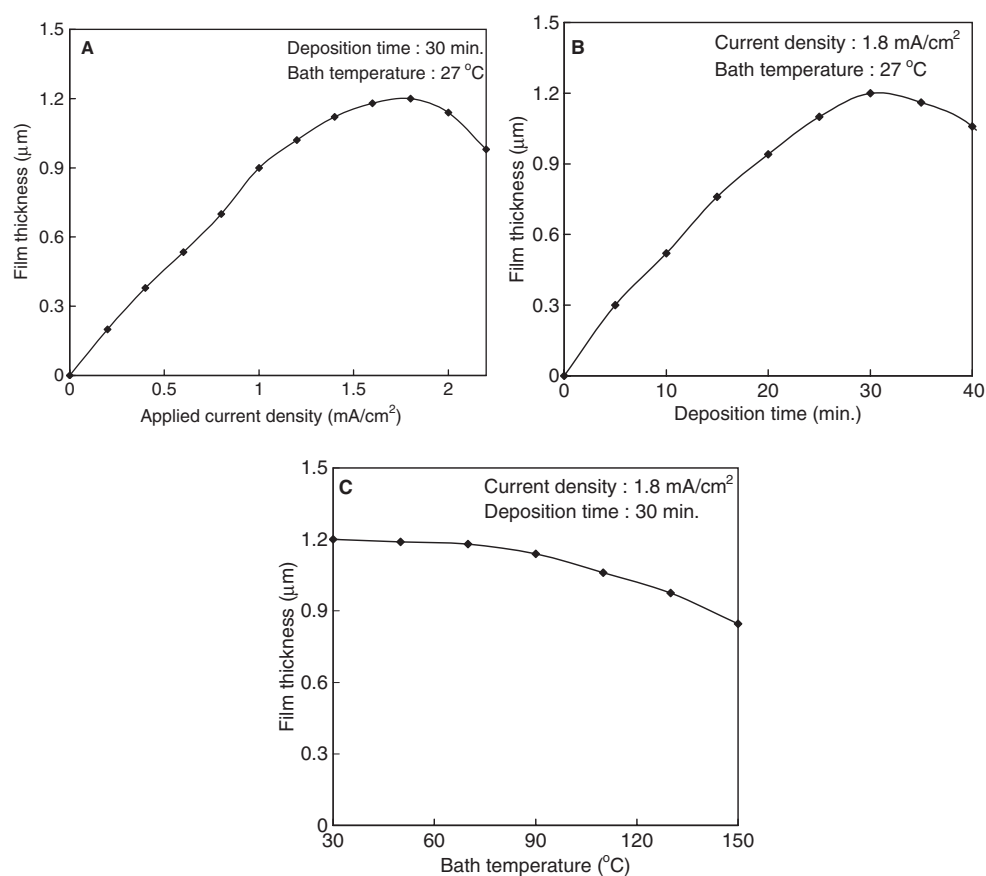 A
Deposition time : 30 min.
Bath temperature : 27 °C
1.5
1.2
0.9
0.6
0.3
0
Film thickness (μm)
0 0.5 1 1.5 2
Applied current density (mA/cm²)
B
Current density : 1.8 mA/cm²
Bath temperature : 27 °C
1.5
1.2
0.9
0.6
0.3
0
Film thickness (μm)
0 10 20 30 40
Deposition time (min.)
C
Current density : 1.8 mA/cm²
Deposition time : 30 min.
1.5
1.2
0.9
0.6
0.3
0
Film thickness (μm)
30 60 90 120 150
Bath temperature (°C)